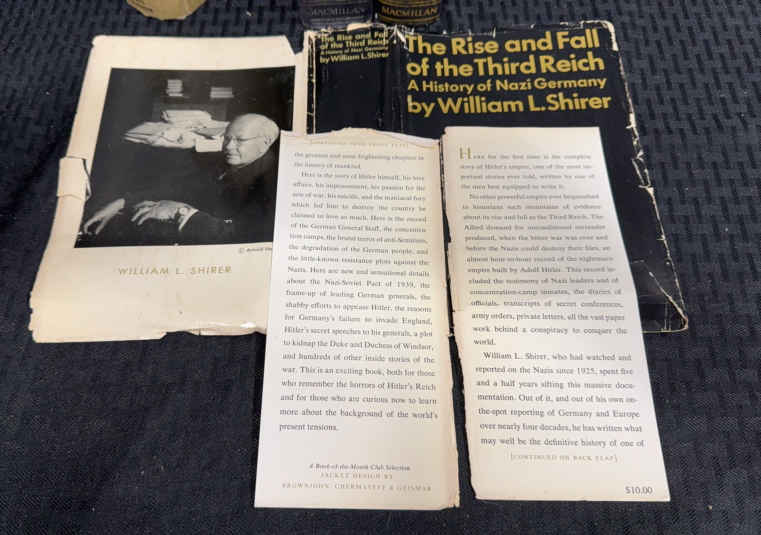 MACMILLAN
MACMILLAN
The Rise and Fall
of the Third Reich
A History of Nazi Germany
by William L. Shirer
The Rise and Fall
of the Third Reich
A History of Nazi Germany
by William L. Shirer
©
WILLIAM L. SHIRER
[CONTINUED FROM FRONT FLAP]
the greatest and most frightening chapters in
the history of mankind.
Here is the story of Hitler himself, his love
affairs, his imprisonment, his passion for the
arts of war, his suicide, and the maniacal fury
which led him to destroy the country he
claimed to love so much. Here is the record
of the German General Staff, the concentra-
tion camps, the brutal terror of anti-Semitism,
the degradation of the German people, and
the little-known resistance plots against the
Nazis. Here are new and sensational details
about the Nazi-Soviet Pact of 1939, the
frame-up of leading German generals, the
shabby efforts to appease Hitler, the reasons
for Germany's failure to invade England,
Hitler's secret speeches to his generals, a plot
to kidnap the Duke and Duchess of Windsor,
and hundreds of other inside stories of the
war. This is an exciting book, both for those
who remember the horrors of Hitler's Reich
and for those who are curious now to learn
more about the background of the world's
present tensions.
A Book-of-the-Month Club Selection
JACKET DESIGN BY
BROWNJOHN, CHERMAYEFF & GEISMAR
Here for the first time is the complete
story of Hitler's empire, one of the most im-
portant stories ever told, written by one of
the men best equipped to write it.
No other powerful empire ever bequeathed
to historians such mountains of evidence
about its rise and fall as the Third Reich. The
Allied demand for unconditional surrender
produced, when the bitter war was over and
before the Nazis could destroy their files, an
almost hour-by-hour record of the nightmare
empire built by Adolf Hitler. This record in-
cluded the testimony of Nazi leaders and of
concentration-camp inmates, the diaries of
officials, transcripts of secret conferences,
army orders, private letters, all the vast paper
work behind a conspiracy to conquer the
world.
William L. Shirer, who had watched and
reported on the Nazis since 1925, spent five
and a half years sifting this massive docu-
mentation. Out of it, and out of his own on-
the-spot reporting of Germany and Europe
over nearly four decades, he has written what
may well be the definitive history of one of
[CONTINUED ON BACK FLAP]
$10.00